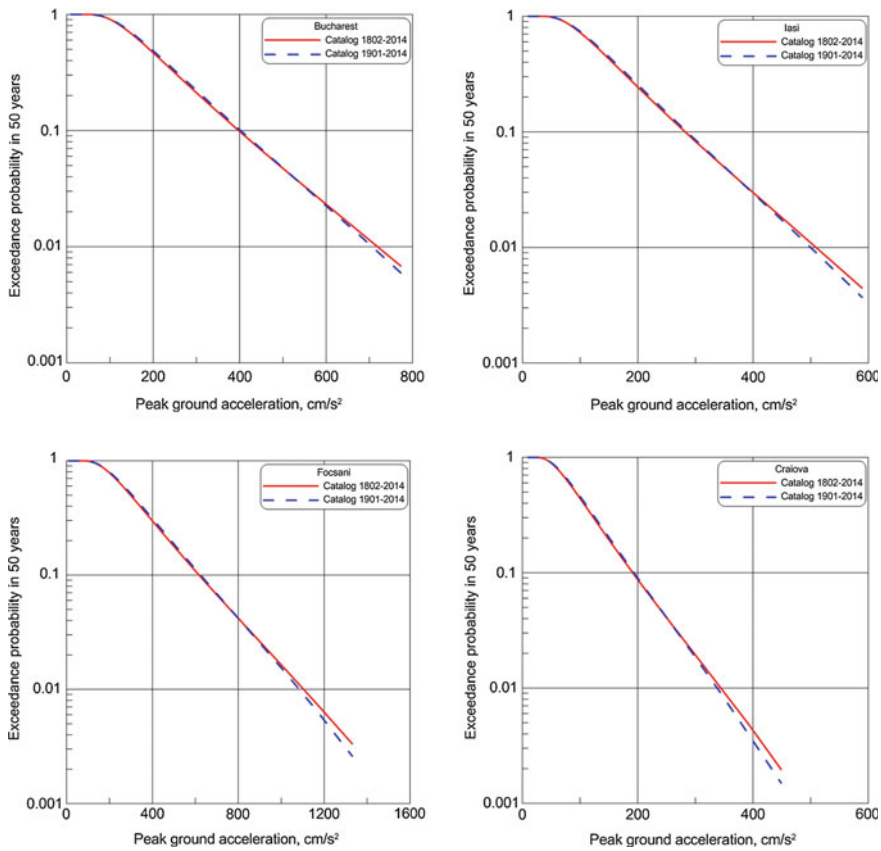 Bucharest
Catalog 1802-2014
Catalog 1901-2014
Exceedance probability in 50 years
1
0.1
0.01
0.001
0
200
400
600
800
Peak ground acceleration, cm/s²
Iasi
Catalog 1802-2014
Catalog 1901-2014
Exceedance probability in 50 years
1
0.1
0.01
0.001
0
200
400
600
Peak ground acceleration, cm/s²
Focsani
Catalog 1802-2014
Catalog 1901-2014
Exceedance probability in 50 years
1
0.1
0.01
0.001
0
400
800
1200
1600
Peak ground acceleration, cm/s²
Craiova
Catalog 1802-2014
Catalog 1901-2014
Exceedance probability in 50 years
1
0.1
0.01
0.001
0
200
400
600
Peak ground acceleration, cm/s²